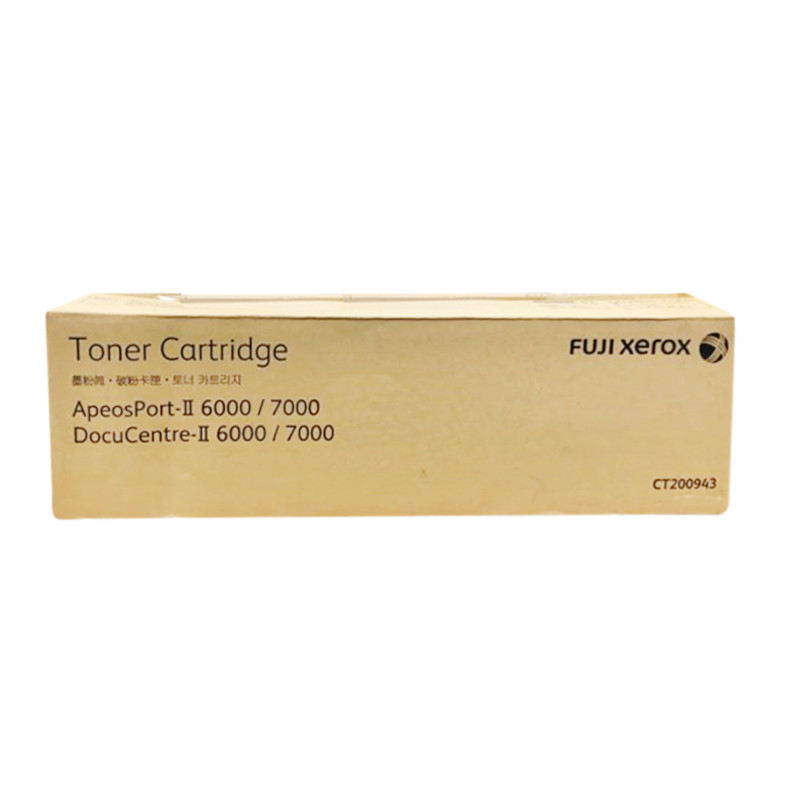 Toner Cartridge
墨粉筒・碳粉卡匣・토너 카트리지
ApeosPort-II 6000 / 7000
DocuCentre-II 6000 / 7000
FUJI xerox
CT200943